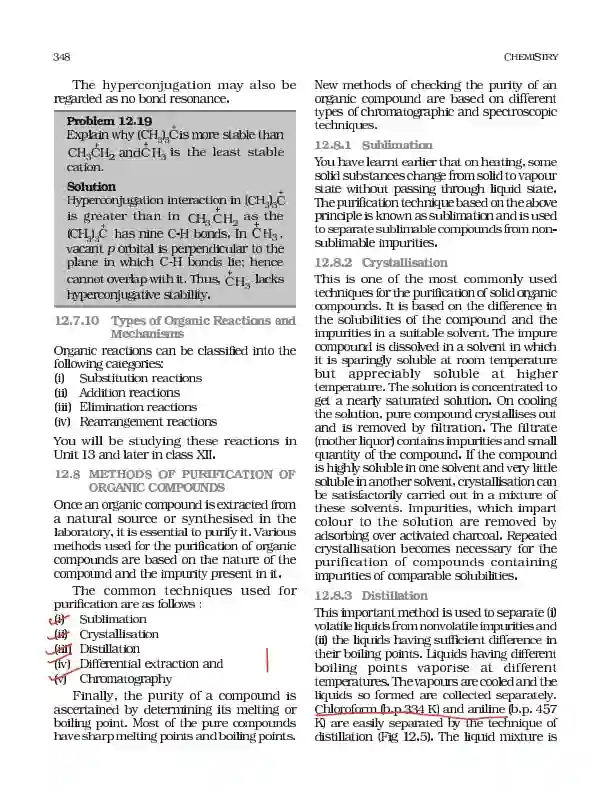 348
CHEMISTRY
The hyperconjugation may also be
regarded as no bond resonance.
Problem 12.19
Explain why (CH₃)₃C⁺ is more stable than
CH₃C⁺H₂ and C⁺H₃ is the least stable
cation.
Solution
Hyperconjugation interaction in (CH₃)₃C⁺
is greater than in CH₃C⁺H₂ as the
(CH₃)₃C⁺ has nine C-H bonds. In C⁺H₃,
vacant p orbital is perpendicular to the
plane in which C-H bonds lie; hence
cannot overlap with it. Thus, C⁺H₃ lacks
hyperconjugative stability.
12.7.10 Types of Organic Reactions and
Mechanisms
Organic reactions can be classified into the
following categories:
(i) Substitution reactions
(ii) Addition reactions
(iii) Elimination reactions
(iv) Rearrangement reactions
You will be studying these reactions in
Unit 13 and later in class XII.
12.8 METHODS OF PURIFICATION OF
ORGANIC COMPOUNDS
Once an organic compound is extracted from
a natural source or synthesised in the
laboratory, it is essential to purify it. Various
methods used for the purification of organic
compounds are based on the nature of the
compound and the impurity present in it.
The common techniques used for
purification are as follows :
(i) Sublimation
(ii) Crystallisation
(iii) Distillation
(iv) Differential extraction and
(v) Chromatography
Finally, the purity of a compound is
ascertained by determining its melting or
boiling point. Most of the pure compounds
have sharp melting points and boiling points.
New methods of checking the purity of an
organic compound are based on different
types of chromatographic and spectroscopic
techniques.
12.8.1 Sublimation
You have learnt earlier that on heating, some
solid substances change from solid to vapour
state without passing through liquid state.
The purification technique based on the above
principle is known as sublimation and is used
to separate sublimable compounds from non-
sublimable impurities.
12.8.2 Crystallisation
This is one of the most commonly used
techniques for the purification of solid organic
compounds. It is based on the difference in
the solubilities of the compound and the
impurities in a suitable solvent. The impure
compound is dissolved in a solvent in which
it is sparingly soluble at room temperature
but appreciably soluble at higher
temperature. The solution is concentrated to
get a nearly saturated solution. On cooling
the solution, pure compound crystallises out
and is removed by filtration. The filtrate
(mother liquor) contains impurities and small
quantity of the compound. If the compound
is highly soluble in one solvent and very little
soluble in another solvent, crystallisation can
be satisfactorily carried out in a mixture of
these solvents. Impurities, which impart
colour to the solution are removed by
adsorbing over activated charcoal. Repeated
crystallisation becomes necessary for the
purification of compounds containing
impurities of comparable solubilities.
12.8.3 Distillation
This important method is used to separate (i)
volatile liquids from nonvolatile impurities and
(ii) the liquids having sufficient difference in
their boiling points. Liquids having different
boiling points vaporise at different
temperatures. The vapours are cooled and the
liquids so formed are collected separately.
Chloroform (b.p 334 K) and aniline (b.p. 457
K) are easily separated by the technique of
distillation (Fig 12.5). The liquid mixture is